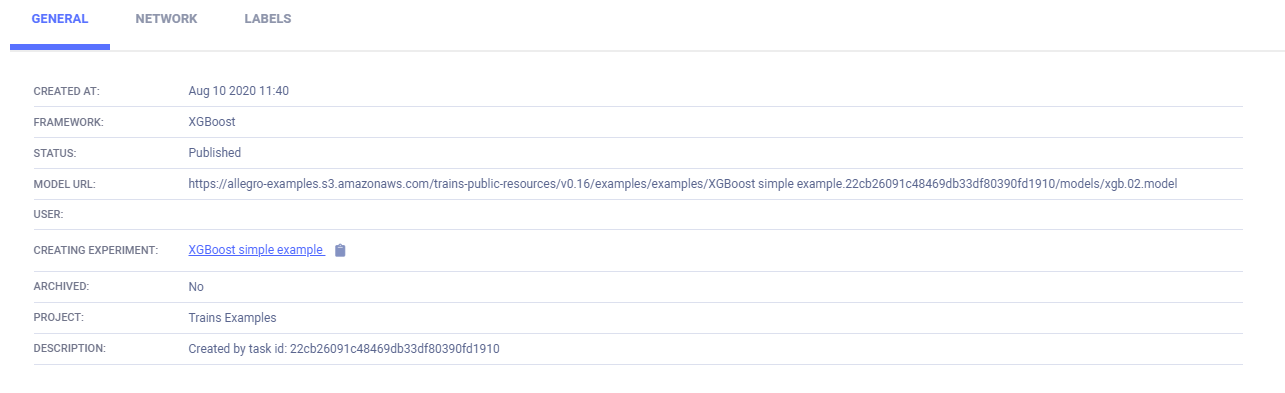 GENERAL NETWORK LABELS
CREATED AT: Aug 10 2020 11:40
FRAMEWORK: XGBoost
STATUS: Published
MODEL URL: https://allegro-examples.s3.amazonaws.com/trains-public-resources/v0.16/examples/examples/XGBoost simple example.22cb26091c48469db33df80390fd1910/models/xgb.02.model
USER:
CREATING EXPERIMENT: XGBoost simple example
ARCHIVED: No
PROJECT: Trains Examples
DESCRIPTION: Created by task id: 22cb26091c48469db33df80390fd1910